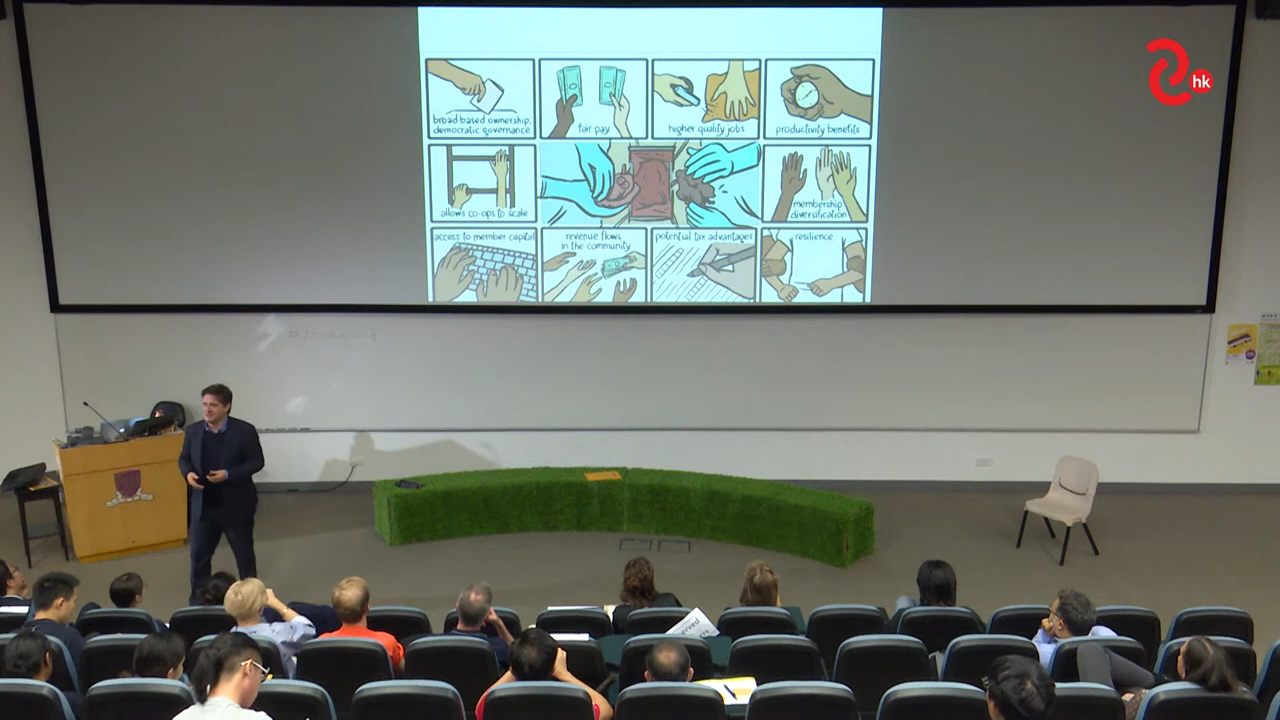 hk
broad-based ownership,
democratic governance
fair pay
higher quality jobs
productivity benefits
allows co-ops to scale
membership
diversification
access to member capital
revenue flows
in the community
potential tax advantages
resilience